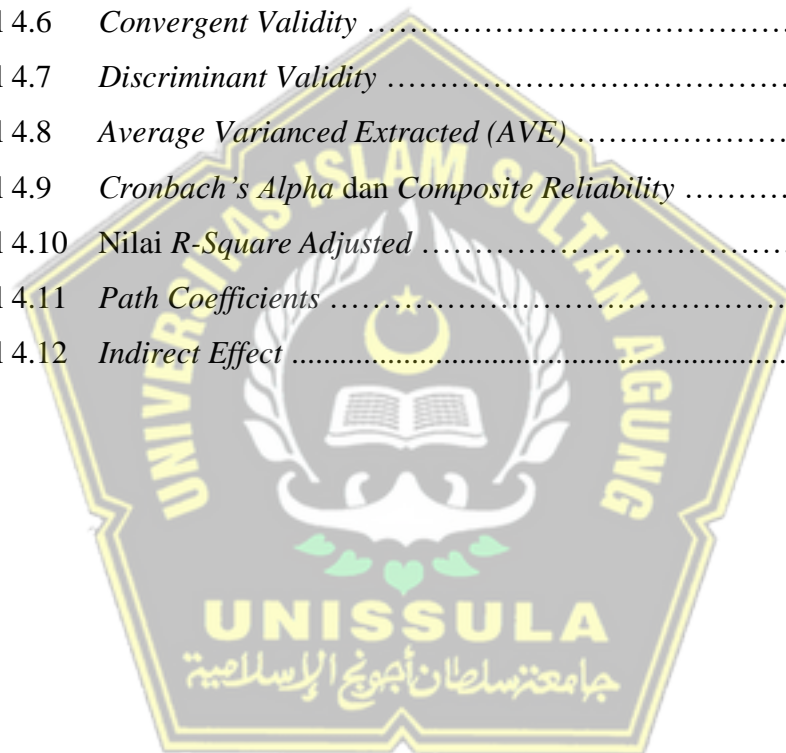 l 4.6 Convergent Validity ……………………………………
l 4.7 Discriminant Validity …………………………………
l 4.8 Average Varianced Extracted (AVE) …………………
l 4.9 Cronbach’s Alpha dan Composite Reliability …………
l 4.10 Nilai R-Square Adjusted ………………………………
l 4.11 Path Coefficients ………………………………………
l 4.12 Indirect Effect ...............................................................
UNIVERSITAS ISLAM SULTAN AGUNG
UNISSULA
جامعة سلطان أجونج الإسلامية